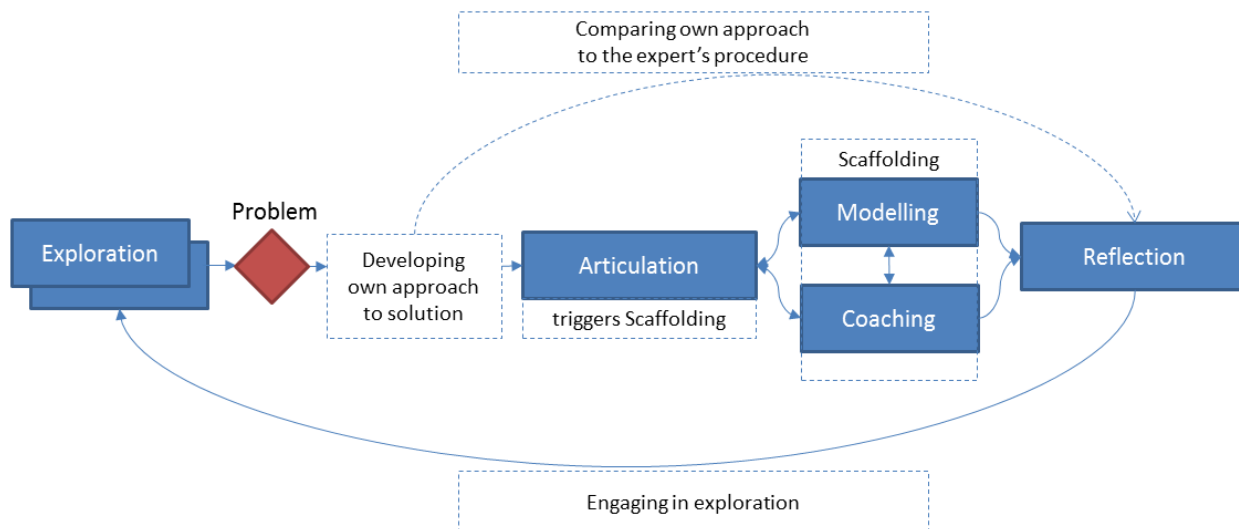 Comparing own approach
to the expert's procedure
Scaffolding
Modelling
Problem
Exploration
Developing
own approach
to solution
Articulation
triggers Scaffolding
Coaching
Reflection
Engaging in exploration